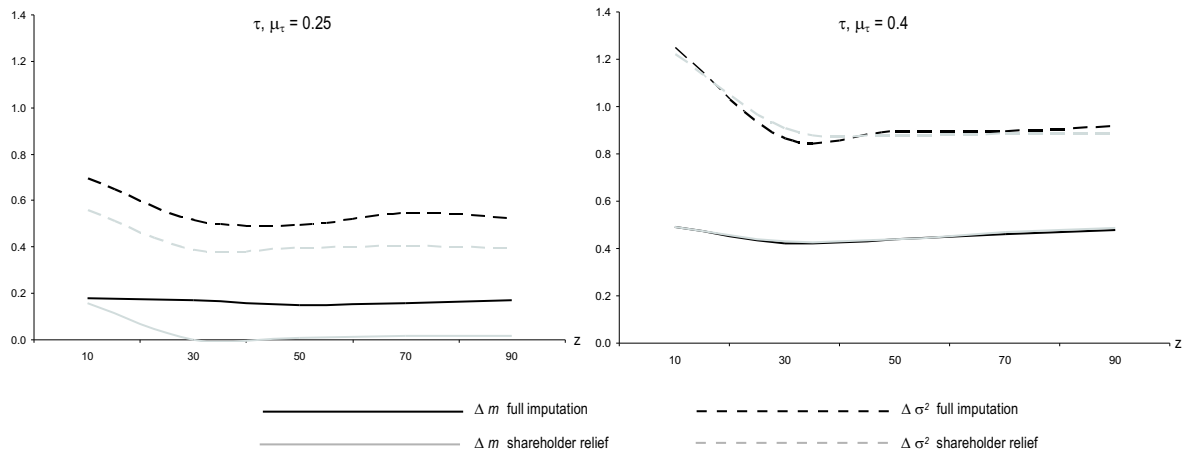 τ, μτ = 0.25
1.4
1.2
1.0
0.8
0.6
0.4
0.2
0.0
10 30 50 70 90 z
τ, μτ = 0.4
1.4
1.2
1.0
0.8
0.6
0.4
0.2
0.0
10 30 50 70 90 z
Δ m full imputation
Δ σ² full imputation
Δ m shareholder relief
Δ σ² shareholder relief